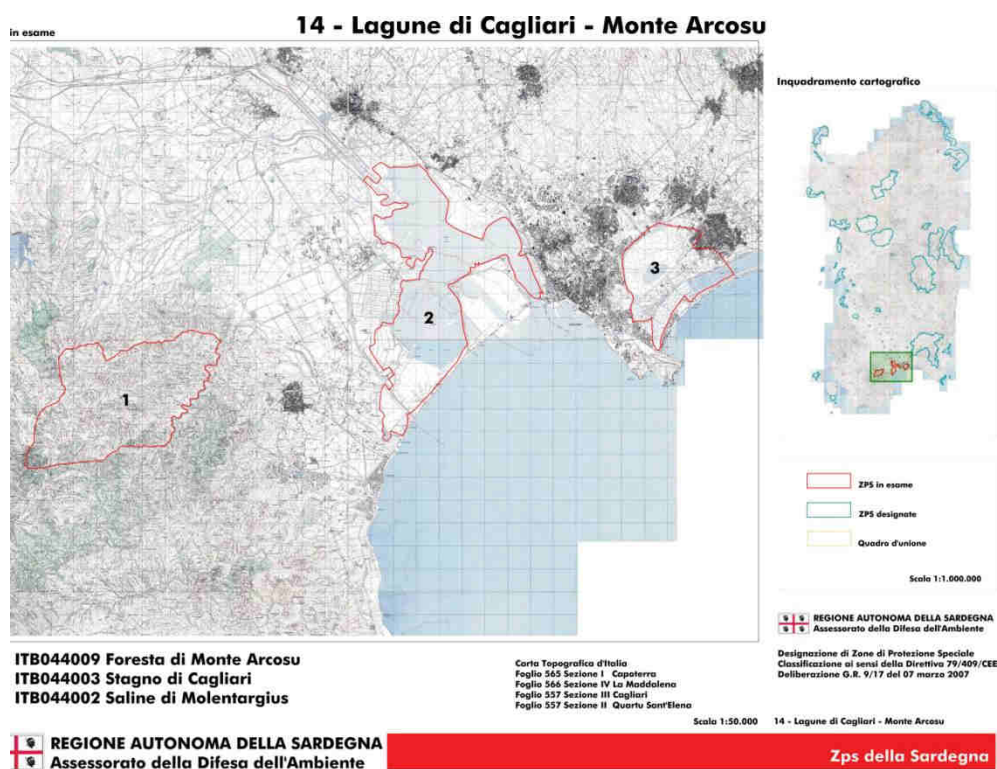 14 - Lagune di Cagliari - Monte Arcosu
in esame
Inquadramento cartografico
1
2
3
ZPS in esame
ZPS designate
Quadro d'unione
Scala 1:1.000.000
REGIONE AUTONOMA DELLA SARDEGNA
Assessorato della Difesa dell'Ambiente
Designazione di Zone di Protezione Speciale
Classificazione ai sensi della Direttiva 79/409/CEE
Deliberazione G.R. 9/17 del 07 marzo 2007
ITB044009 Foresta di Monte Arcosu
ITB044003 Stagno di Cagliari
ITB044002 Saline di Molentargius
Carta Topografica d'Italia
Foglio 565 Sezione I Capoterra
Foglio 566 Sezione IV La Maddalena
Foglio 557 Sezione III Cagliari
Foglio 557 Sezione II Quartu Sant'Elena
Scala 1:50.000
14 - Lagune di Cagliari - Monte Arcosu
REGIONE AUTONOMA DELLA SARDEGNA
Assessorato della Difesa dell'Ambiente
Zps della Sardegna